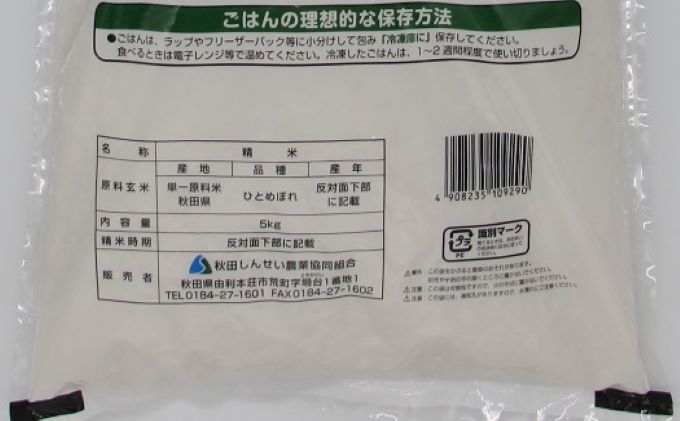 ごはんの理想的な保存方法
●ごはんは、ラップやフリーザーパック等に小分けして包み「冷凍庫に」保存してください。
食べるときは電子レンジ等で温めてください。冷凍したごはんは、1~2週間程度で使い切りましょう。
名称 精米
原料玄米 産地 品種 産年
単一原料米 秋田県 ひとめぼれ 反対面下部に記載
内容量 5kg
精米時期 反対面下部に記載
販売者 秋田しんせい農業協同組合
秋田県由利本荘市荒町字塒台1番地1
TEL0184-27-1601 FAX0184-27-1602
4 908235 109290
プラ
PE
識別マーク